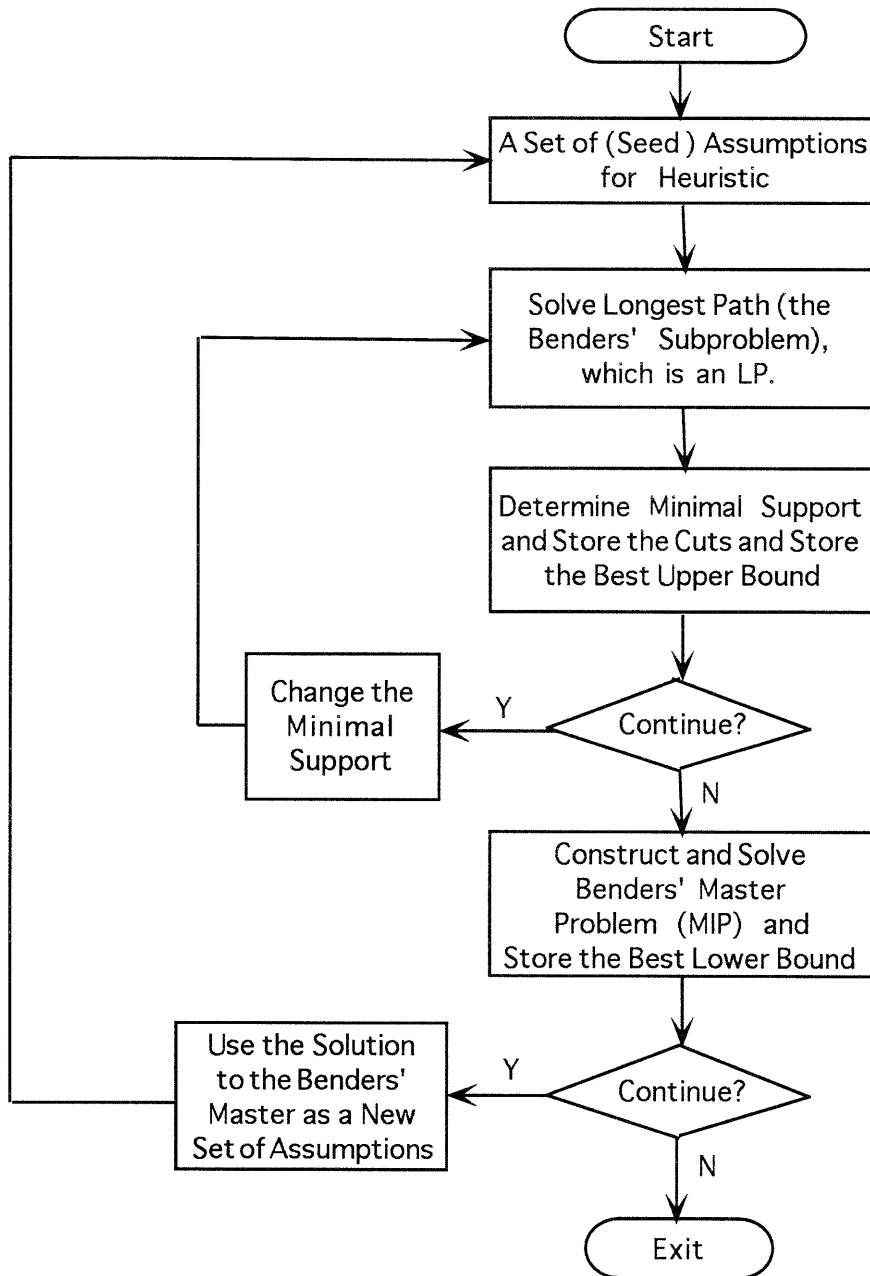 Start
A Set of (Seed ) Assumptions
for Heuristic
Solve Longest Path (the
Benders' Subproblem),
which is an LP.
Determine Minimal Support
and Store the Cuts and Store
the Best Upper Bound
Change the
Minimal
Support
Y
Continue?
N
Construct and Solve
Benders' Master
Problem (MIP) and
Store the Best Lower Bound
Use the Solution
to the Benders'
Master as a New
Set of Assumptions
Y
Continue?
N
Exit